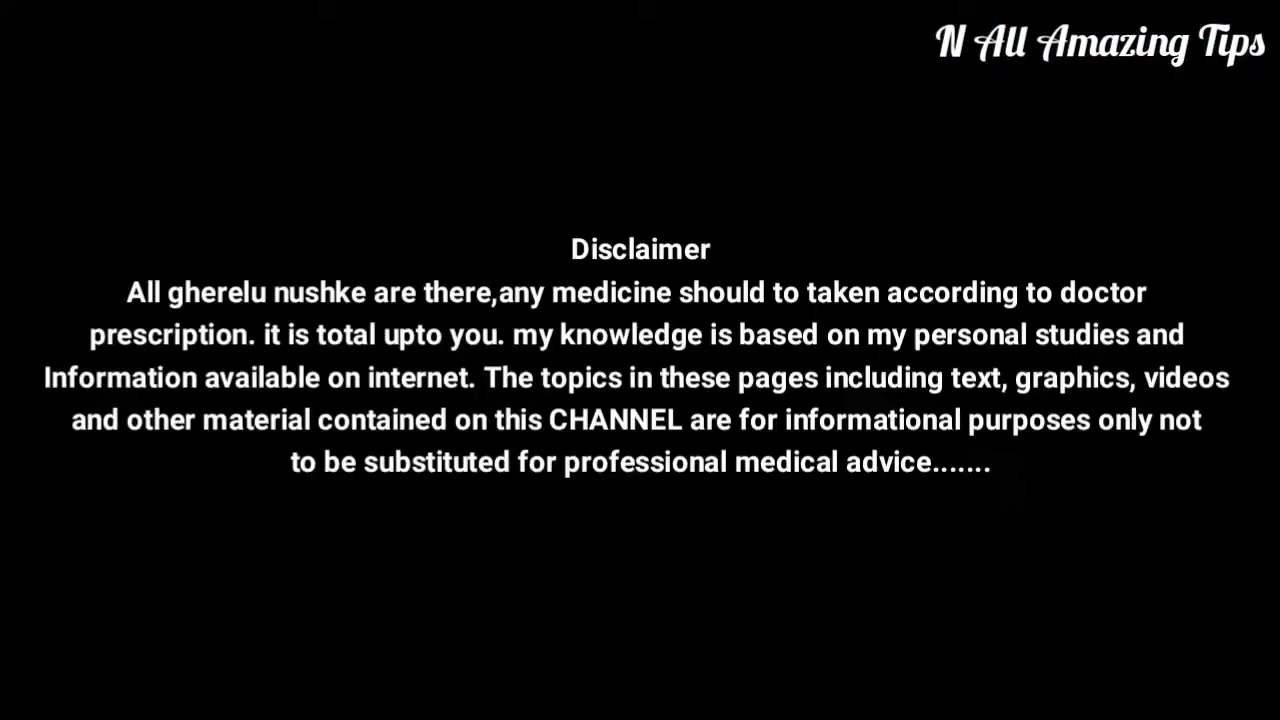 N All Amazing Tips
Disclaimer
All gherelu nushke are there,any medicine should to taken according to doctor
prescription. it is total upto you. my knowledge is based on my personal studies and
Information available on internet. The topics in these pages including text, graphics, videos
and other material contained on this CHANNEL are for informational purposes only not
to be substituted for professional medical advice.......